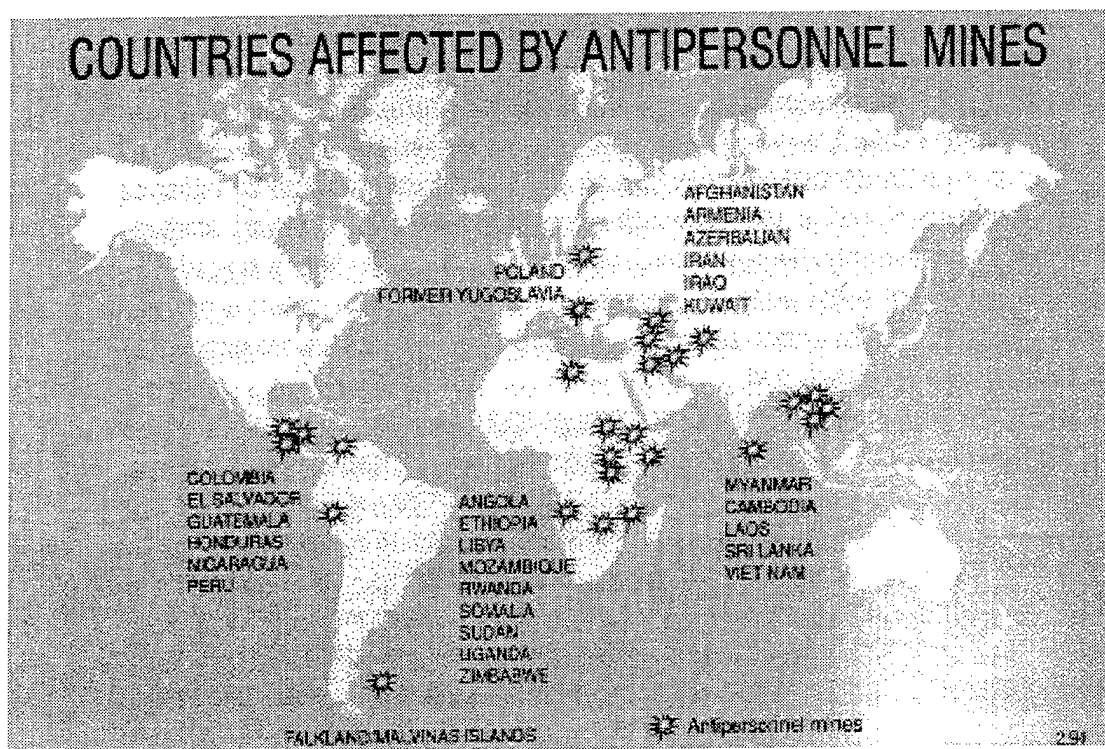 COUNTRIES AFFECTED BY ANTIPERSONNEL MINES
AFGHANISTAN
ARMENIA
AZERBALIAN
IRAN
IRAQ
KUWAIT
POLAND
FORMER YUGOSLAVIA
COLOMBIA
EL SALVADOR
GUATEMALA
HONDURAS
NICARAGUA
PERU
ANGOLA
ETHIOPIA
LIBYA
MOZAMBIQUE
RWANDA
SOMALA
SUDAN
UGANDA
ZIMBABWE
MYANMAR
CAMBODIA
LAOS
SRI LANKA
VIET NAM
FALKLAND/MALVINAS ISLANDS
Antipersonnel mines
2.94